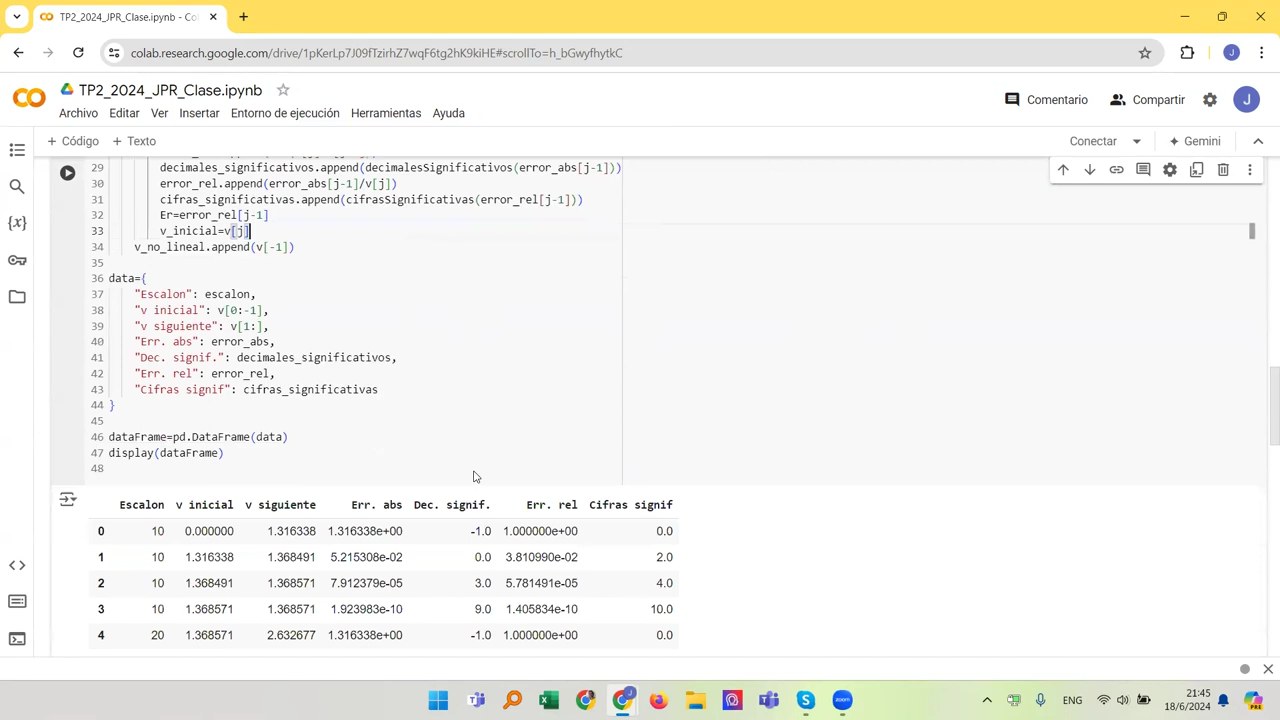 TP2_2024_JPR_Clase.ipynb - Co
colab.research.google.com/drive/1pKerLp7J09fTzirhZ7wqF6tg2hK9kiHE#scrollTo=h_bGwyfhytkC
J
TP2_2024_JPR_Clase.ipynb
Comentario
Compartir
J
Archivo
Editar
Ver
Insertar
Entorno de ejecución
Herramientas
Ayuda
+ Código
+ Texto
Conectar
Gemini
29 decimales_significativos.append(decimalesSignificativos(error_abs[j-1]))
30 error_rel.append(error_abs[j-1]/v[j])
31 cifras_significativas.append(cifrasSignificativas(error_rel[j-1]))
32 Er=error_rel[j-1]
33 v_inicial=v[j]
34 v_no_lineal.append(v[-1])
35
36 data={
37 "Escalon": escalon,
38 "v inicial": v[0:-1],
39 "v siguiente": v[1:],
40 "Err. abs": error_abs,
41 "Dec. signif.": decimales_significativos,
42 "Err. rel": error_rel,
43 "Cifras signif": cifras_significativas
44 }
45
46 dataFrame=pd.DataFrame(data)
47 display(dataFrame)
48
Escalon v inicial v siguiente Err. abs Dec. signif. Err. rel Cifras signif
0 10 0.000000 1.316338 1.316338e+00 -1.0 1.000000e+00 0.0
1 10 1.316338 1.368491 5.215308e-02 0.0 3.810990e-02 2.0
2 10 1.368491 1.368571 7.912379e-05 3.0 5.781491e-05 4.0
3 10 1.368571 1.368571 1.923983e-10 9.0 1.405834e-10 10.0
4 20 1.368571 2.632677 1.316338e+00 -1.0 1.000000e+00 0.0
ENG
21:45
18/6/2024